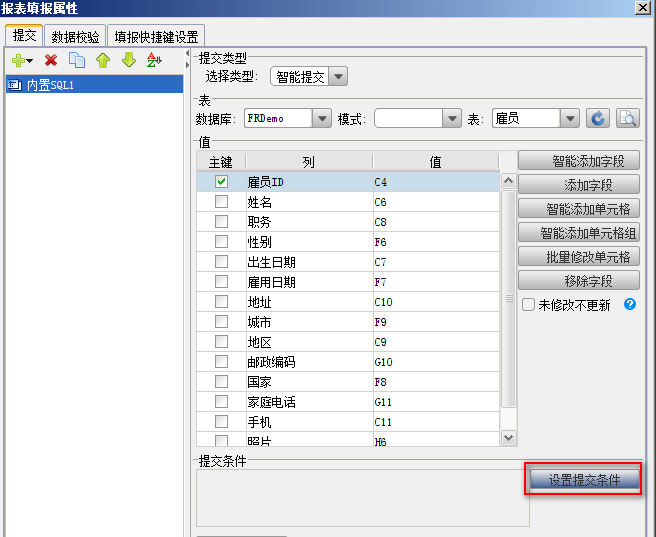 报表填报属性
提交 数据校验 填报快捷键设置
内置SQL1
提交类型
选择类型: 智能提交
表
数据库: FRDemo 模式: 表: 雇员
值
主键 列 值
雇员ID C4
姓名 C6
职务 C8
性别 F6
出生日期 C7
雇用日期 F7
地址 C10
城市 F9
地区 C9
邮政编码 G10
国家 F8
家庭电话 G11
手机 C11
照片 H6
智能添加字段
添加字段
智能添加单元格
智能添加单元格组
批量修改单元格
移除字段
未修改不更新
提交条件
设置提交条件